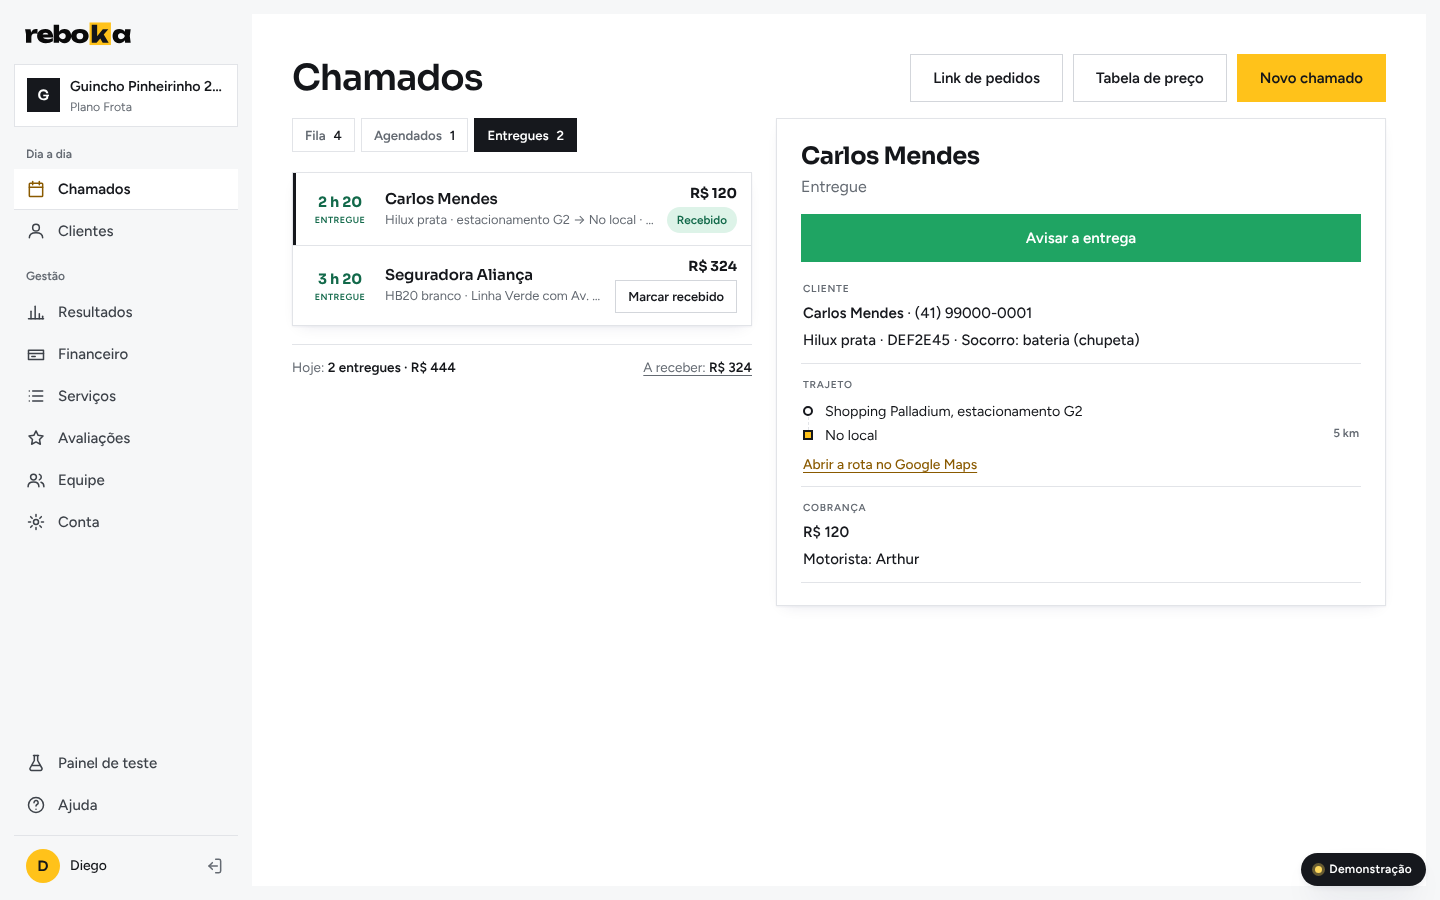 reboka
G
Guincho Pinheirinho 2...
Plano Frota
Dia a dia
Chamados
Clientes
Gestão
Resultados
Financeiro
Serviços
Avaliações
Equipe
Conta
Painel de teste
Ajuda
D
Diego
Chamados
Link de pedidos
Tabela de preço
Novo chamado
Fila 4
Agendados 1
Entregues 2
2 h 20
ENTREGUE
Carlos Mendes
Hilux prata · estacionamento G2 → No local · ...
R$ 120
Recebido
3 h 20
ENTREGUE
Seguradora Aliança
HB20 branco · Linha Verde com Av. ...
R$ 324
Marcar recebido
Hoje: 2 entregues · R$ 444
A receber: R$ 324
Carlos Mendes
Entregue
Avisar a entrega
CLIENTE
Carlos Mendes · (41) 99000-0001
Hilux prata · DEF2E45 · Socorro: bateria (chupeta)
TRAJETO
Shopping Palladium, estacionamento G2
No local
5 km
Abrir a rota no Google Maps
COBRANÇA
R$ 120
Motorista: Arthur
Demonstração